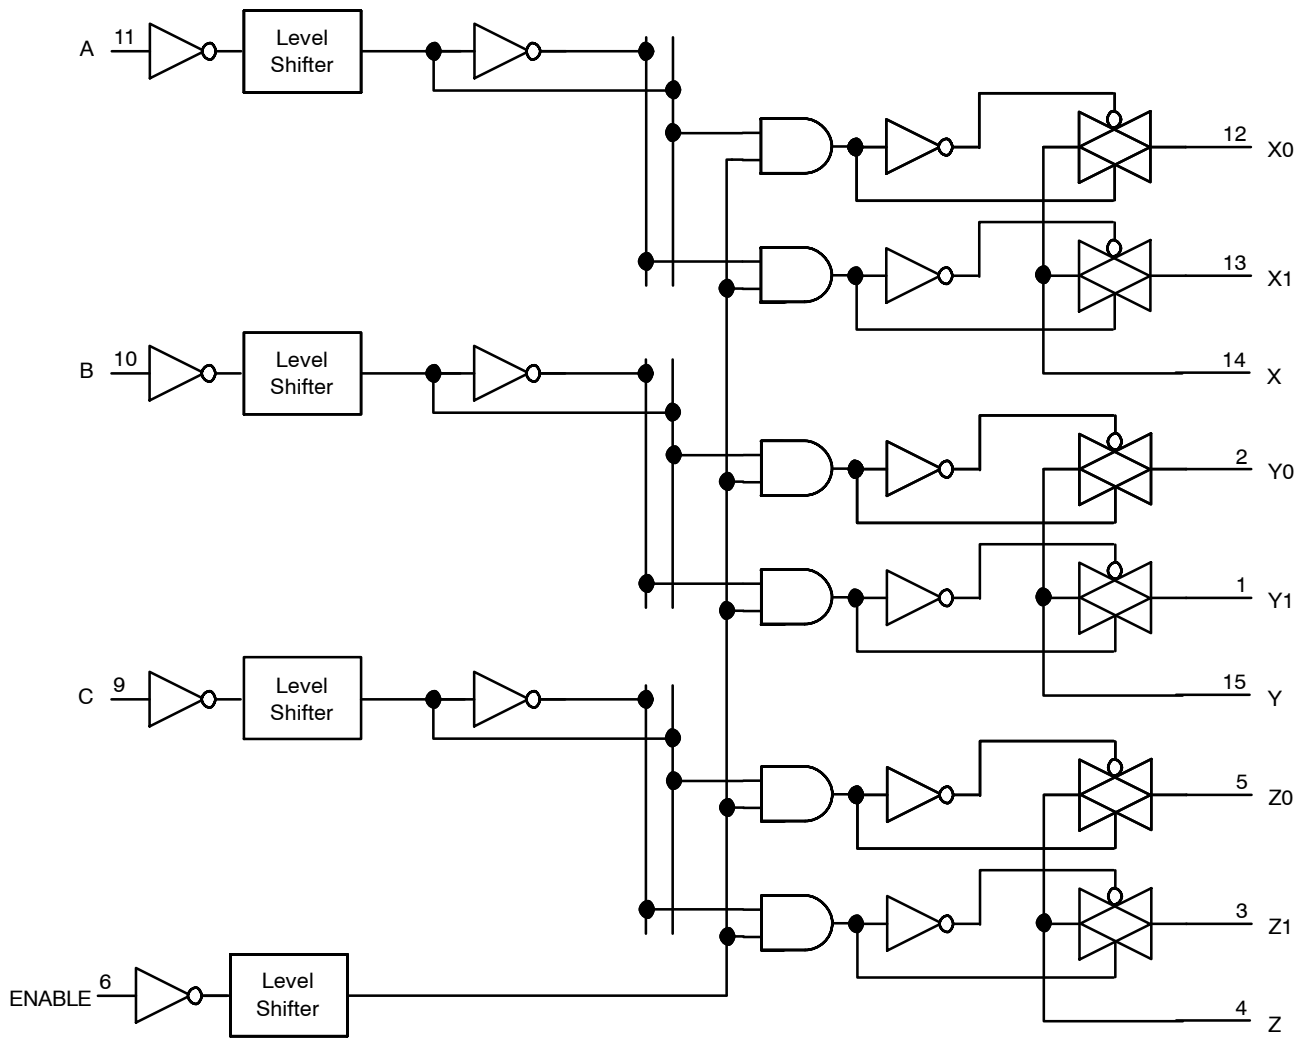 A 11
Level
Shifter
12 X0
13 X1
B 10
Level
Shifter
14 X
2 Y0
1 Y1
C 9
Level
Shifter
15 Y
5 Z0
3 Z1
ENABLE 6
Level
Shifter
4 Z